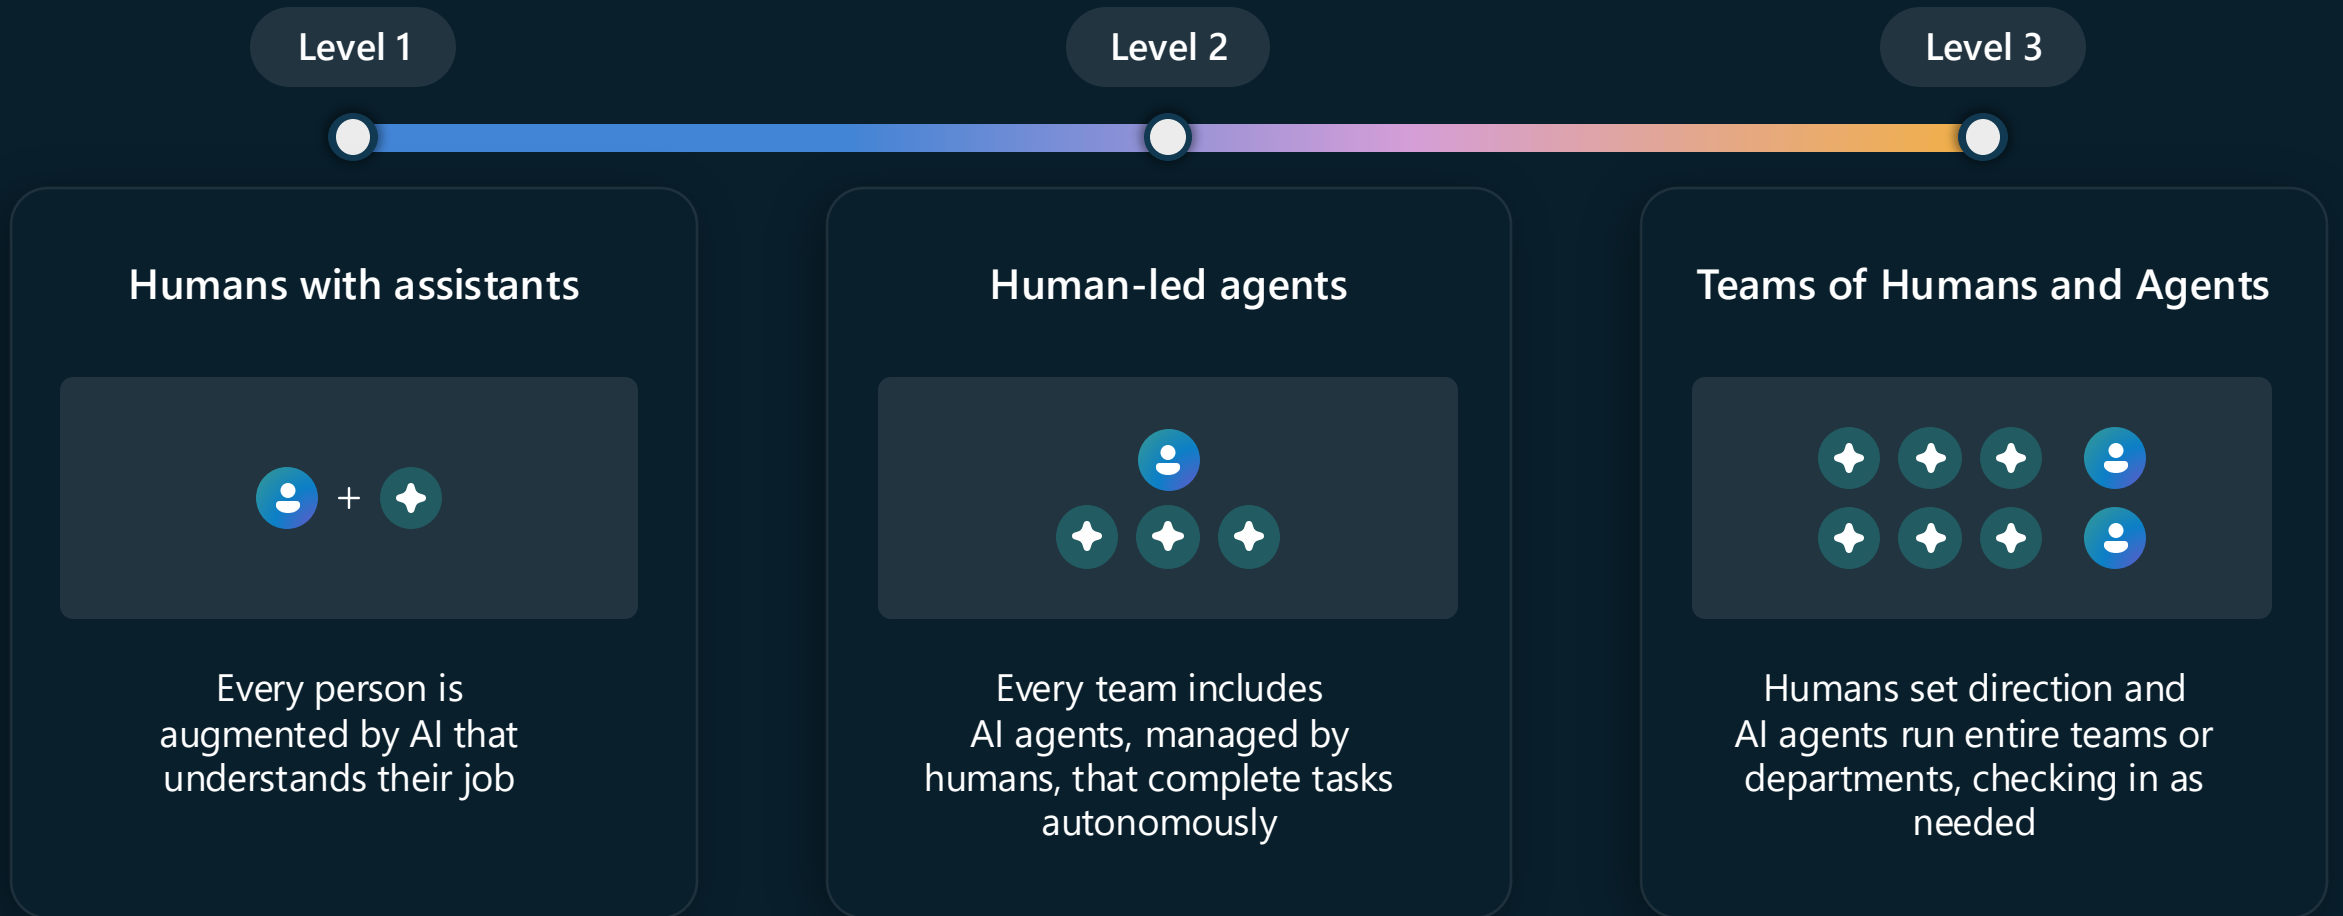 Level 1
Level 2
Level 3
Humans with assistants
+
Every person is
augmented by AI that
understands their job
Human-led agents
Every team includes
AI agents, managed by
humans, that complete tasks
autonomously
Teams of Humans and Agents
Humans set direction and
AI agents run entire teams or
departments, checking in as
needed